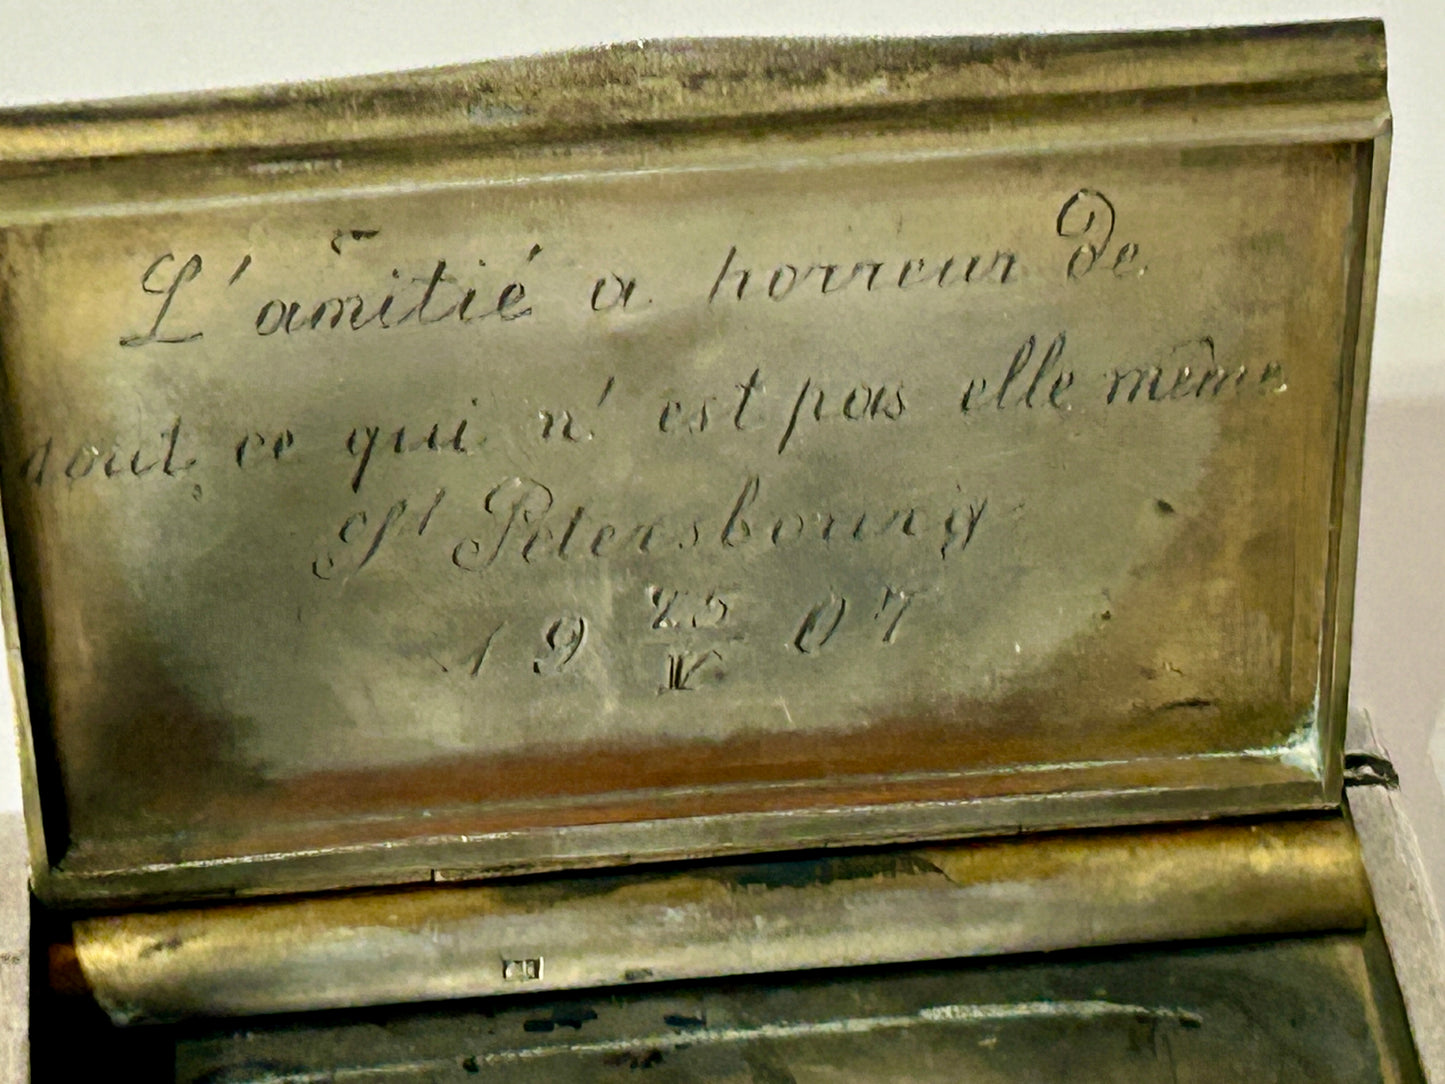 L'amitié a horreur de
tout ce qui n'est pas elle même
St Petersbourg
19 25/IV 07